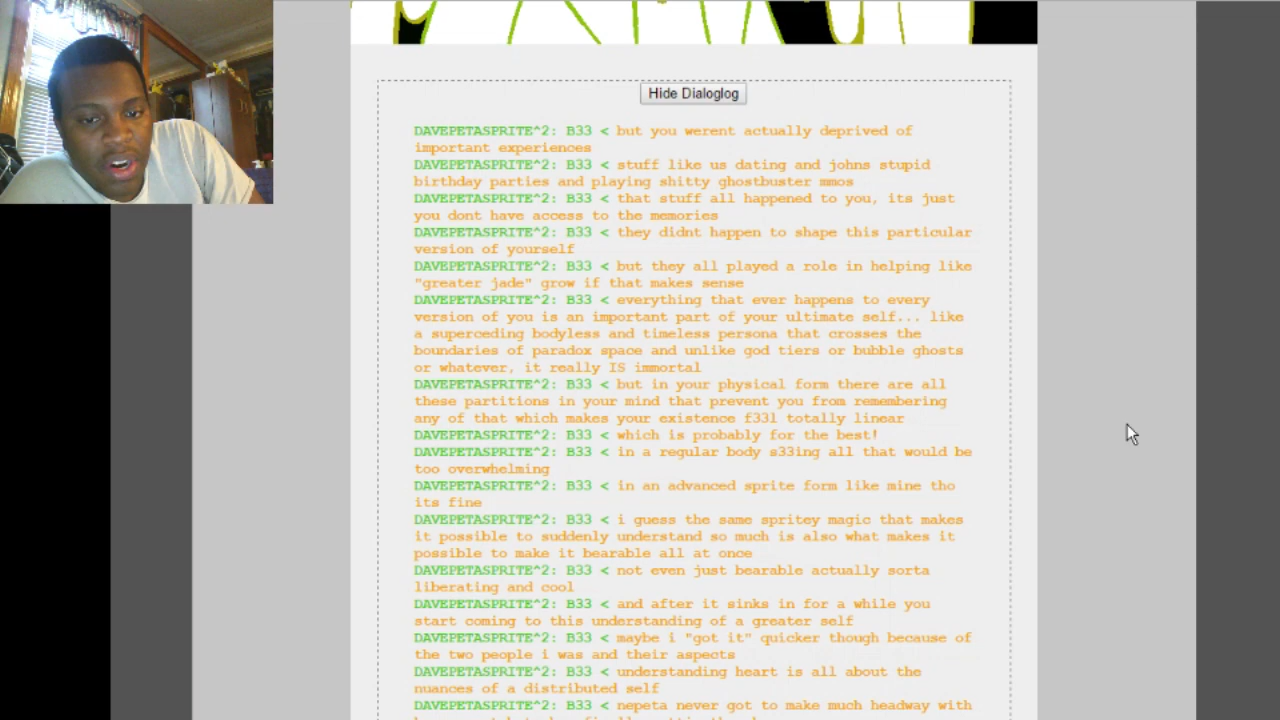 Hide Dialoglog
DAVEPETASPRITE^2: B33 < but you werent actually deprived of
important experiences
DAVEPETASPRITE^2: B33 < stuff like us dating and johns stupid
birthday parties and playing shitty ghostbuster mmos
DAVEPETASPRITE^2: B33 < that stuff all happened to you, its just
you dont have access to the memories
DAVEPETASPRITE^2: B33 < they didnt happen to shape this particular
version of yourself
DAVEPETASPRITE^2: B33 < but they all played a role in helping like
"greater jade" grow if that makes sense
DAVEPETASPRITE^2: B33 < everything that ever happens to every
version of you is an important part of your ultimate self... like
a superceding bodyless and timeless persona that crosses the
boundaries of paradox space and unlike god tiers or bubble ghosts
or whatever, it really IS immortal
DAVEPETASPRITE^2: B33 < but in your physical form there are all
these partitions in your mind that prevent you from remembering
any of that which makes your existence f33l totally linear
DAVEPETASPRITE^2: B33 < which is probably for the best!
DAVEPETASPRITE^2: B33 < in a regular body s33ing all that would be
too overwhelming
DAVEPETASPRITE^2: B33 < in an advanced sprite form like mine tho
its fine
DAVEPETASPRITE^2: B33 < i guess the same spritey magic that makes
it possible to suddenly understand so much is also what makes it
possible to make it bearable all at once
DAVEPETASPRITE^2: B33 < not even just bearable actually sorta
liberating and cool
DAVEPETASPRITE^2: B33 < and after it sinks in for a while you
start coming to this understanding of a greater self
DAVEPETASPRITE^2: B33 < maybe i "got it" quicker though because of
the two people i was and their aspects
DAVEPETASPRITE^2: B33 < understanding heart is all about the
nuances of a distributed self
DAVEPETASPRITE^2: B33 < nepeta never got to make much headway with